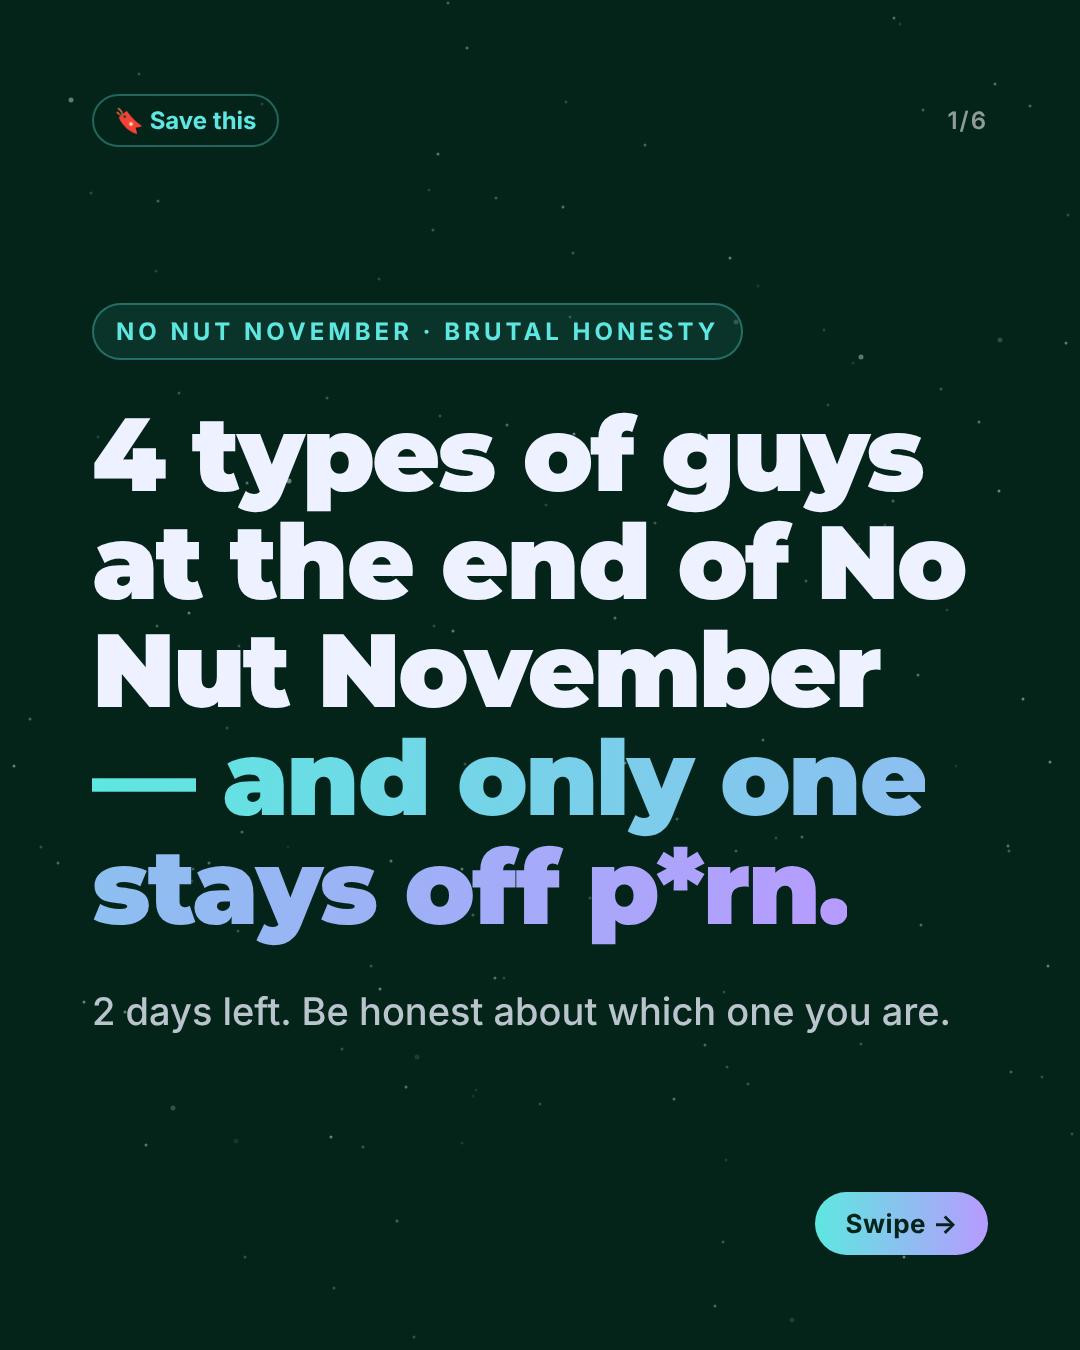 🔖 Save this
1/6
NO NUT NOVEMBER · BRUTAL HONESTY
4 types of guys
at the end of No
Nut November
— and only one
stays off p*rn.
2 days left. Be honest about which one you are.
Swipe →